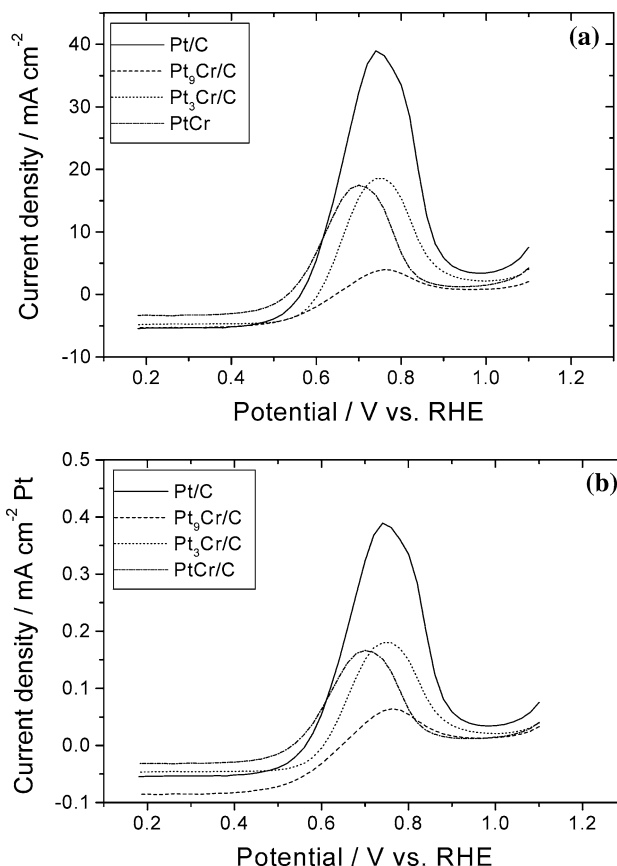 (a)
Pt/C
Pt₉Cr/C
Pt₃Cr/C
PtCr
Current density / mA cm⁻²
40
30
20
10
0
-10
0.2 0.4 0.6 0.8 1.0 1.2
Potential / V vs. RHE
(b)
Pt/C
Pt₉Cr/C
Pt₃Cr/C
PtCr/C
Current density / mA cm⁻² Pt
0.5
0.4
0.3
0.2
0.1
0.0
-0.1
0.2 0.4 0.6 0.8 1.0 1.2
Potential / V vs. RHE